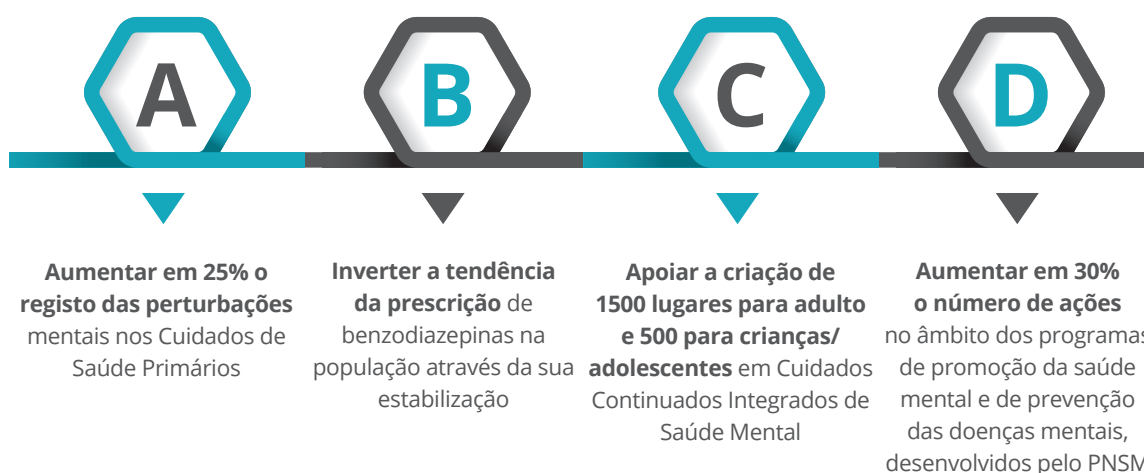 A
Aumentar em 25% o
registo das perturbações
mentais nos Cuidados de
Saúde Primários
B
Inverter a tendência
da prescrição de
benzodiazepinas na
população através da sua
estabilização
C
Apoiar a criação de
1500 lugares para adulto
e 500 para crianças/
adolescentes em Cuidados
Continuados Integrados de
Saúde Mental
D
Aumentar em 30%
o número de ações
no âmbito dos programas
de promoção da saúde
mental e de prevenção
das doenças mentais,
desenvolvidos pelo PNSM